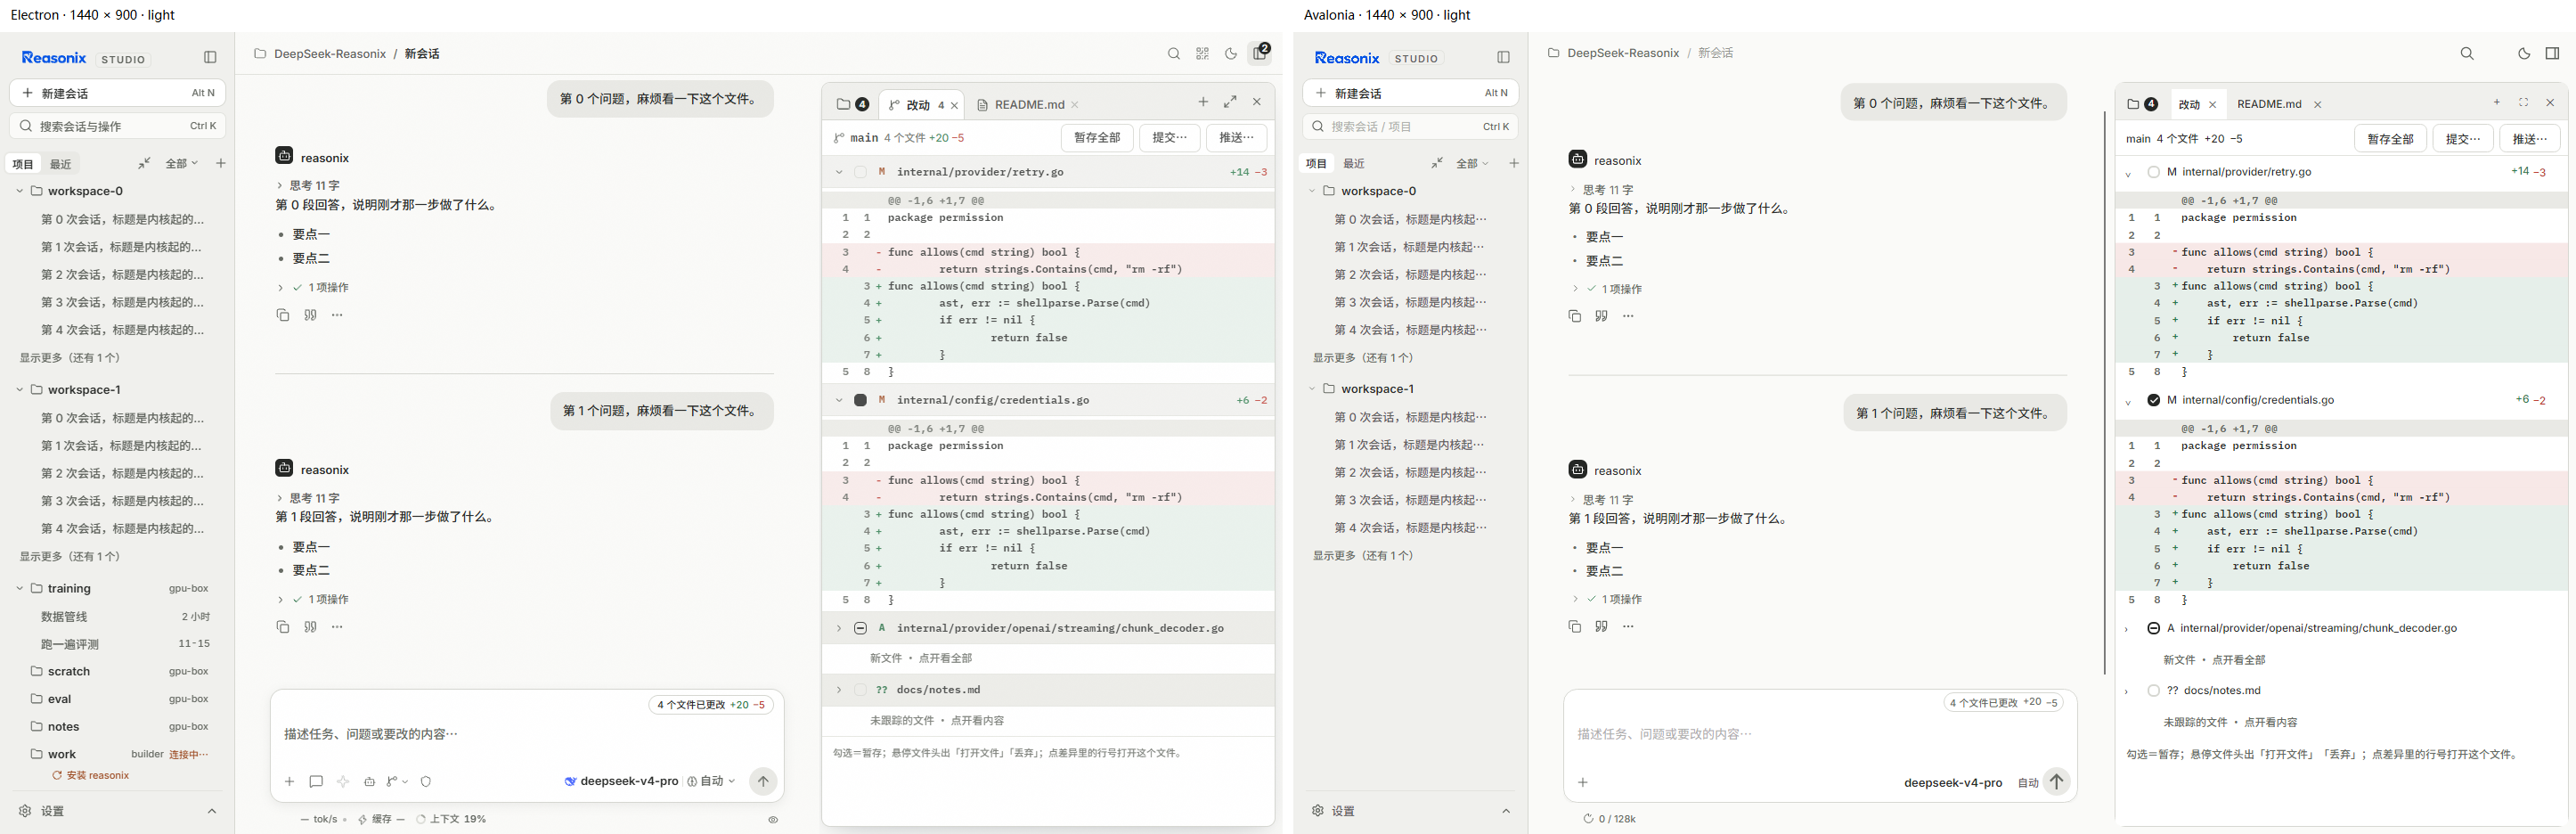 Electron · 1440 × 900 · light
Reasonix STUDIO
新建会话 Alt N
搜索会话与操作 Ctrl K
项目 最近 全部
workspace-0
第 0 次会话，标题是内核起的...
第 1 次会话，标题是内核起的...
第 2 次会话，标题是内核起的...
第 3 次会话，标题是内核起的...
第 4 次会话，标题是内核起的...
显示更多（还有 1 个）
workspace-1
第 0 次会话，标题是内核起的...
第 1 次会话，标题是内核起的...
第 2 次会话，标题是内核起的...
第 3 次会话，标题是内核起的...
第 4 次会话，标题是内核起的...
显示更多（还有 1 个）
training gpu-box
数据管线 2 小时
跑一遍评测 11-15
scratch gpu-box
eval gpu-box
notes gpu-box
work builder 连接中···
安装 reasonix
设置
DeepSeek-Reasonix / 新会话
2
第 0 个问题，麻烦看一下这个文件。
reasonix
思考 11 字
第 0 段回答，说明刚才那一步做了什么。
• 要点一
• 要点二
1 项操作
第 1 个问题，麻烦看一下这个文件。
reasonix
思考 11 字
第 1 段回答，说明刚才那一步做了什么。
• 要点一
• 要点二
1 项操作
4 个文件已更改 +20 −5
描述任务、问题或要改的内容···
deepseek-v4-pro 自动
— tok/s • 缓存 — 上下文 19%
4 改动 4 README.md
main 4 个文件 +20 −5 暂存全部 提交··· 推送···
M internal/provider/retry.go +14 −3
@@ -1,6 +1,7 @@
1 1 package permission
2 2
3 - func allows(cmd string) bool {
4 - return strings.Contains(cmd, "rm -rf")
3 + func allows(cmd string) bool {
4 + ast, err := shellparse.Parse(cmd)
5 + if err != nil {
6 + return false
7 + }
5 8 }
M internal/config/credentials.go +6 −2
@@ -1,6 +1,7 @@
1 1 package permission
2 2
3 - func allows(cmd string) bool {
4 - return strings.Contains(cmd, "rm -rf")
3 + func allows(cmd string) bool {
4 + ast, err := shellparse.Parse(cmd)
5 + if err != nil {
6 + return false
7 + }
5 8 }
A internal/provider/openai/streaming/chunk_decoder.go
新文件 • 点开看全部
?? docs/notes.md
未跟踪的文件 • 点开看内容
勾选＝暂存；悬停文件头出「打开文件」「丢弃」；点差异里的行号打开这个文件。
Avalonia · 1440 × 900 · light
Reasonix STUDIO
新建会话 Alt N
搜索会话 / 项目 Ctrl K
项目 最近 全部
workspace-0
第 0 次会话，标题是内核起···
第 1 次会话，标题是内核起···
第 2 次会话，标题是内核起···
第 3 次会话，标题是内核起···
第 4 次会话，标题是内核起···
显示更多（还有 1 个）
workspace-1
第 0 次会话，标题是内核起···
第 1 次会话，标题是内核起···
第 2 次会话，标题是内核起···
第 3 次会话，标题是内核起···
第 4 次会话，标题是内核起···
显示更多（还有 1 个）
设置
DeepSeek-Reasonix / 新会话
第 0 个问题，麻烦看一下这个文件。
reasonix
思考 11 字
第 0 段回答，说明刚才那一步做了什么。
• 要点一
• 要点二
1 项操作
第 1 个问题，麻烦看一下这个文件。
reasonix
思考 11 字
第 1 段回答，说明刚才那一步做了什么。
• 要点一
• 要点二
1 项操作
4 个文件已更改 +20 −5
描述任务、问题或要改的内容···
deepseek-v4-pro 自动
0 / 128k
4 改动 README.md
main 4 个文件 +20 −5 暂存全部 提交··· 推送···
M internal/provider/retry.go +14 −3
@@ -1,6 +1,7 @@
1 1 package permission
2 2
3 - func allows(cmd string) bool {
4 - return strings.Contains(cmd, "rm -rf")
3 + func allows(cmd string) bool {
4 + ast, err := shellparse.Parse(cmd)
5 + if err != nil {
6 + return false
7 + }
5 8 }
M internal/config/credentials.go +6 −2
@@ -1,6 +1,7 @@
1 1 package permission
2 2
3 - func allows(cmd string) bool {
4 - return strings.Contains(cmd, "rm -rf")
3 + func allows(cmd string) bool {
4 + ast, err := shellparse.Parse(cmd)
5 + if err != nil {
6 + return false
7 + }
5 8 }
A internal/provider/openai/streaming/chunk_decoder.go
新文件 • 点开看全部
?? docs/notes.md
未跟踪的文件 • 点开看内容
勾选＝暂存；悬停文件头出「打开文件」「丢弃」；点差异里的行号打开这个文件。